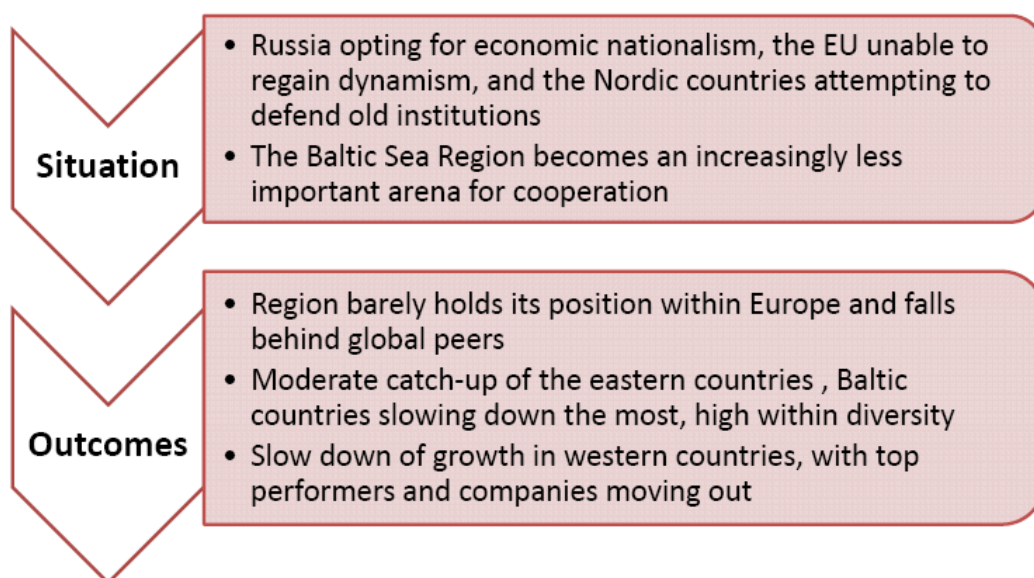 Situation
• Russia opting for economic nationalism, the EU unable to
regain dynamism, and the Nordic countries attempting to
defend old institutions
• The Baltic Sea Region becomes an increasingly less
important arena for cooperation
Outcomes
• Region barely holds its position within Europe and falls
behind global peers
• Moderate catch-up of the eastern countries , Baltic
countries slowing down the most, high within diversity
• Slow down of growth in western countries, with top
performers and companies moving out